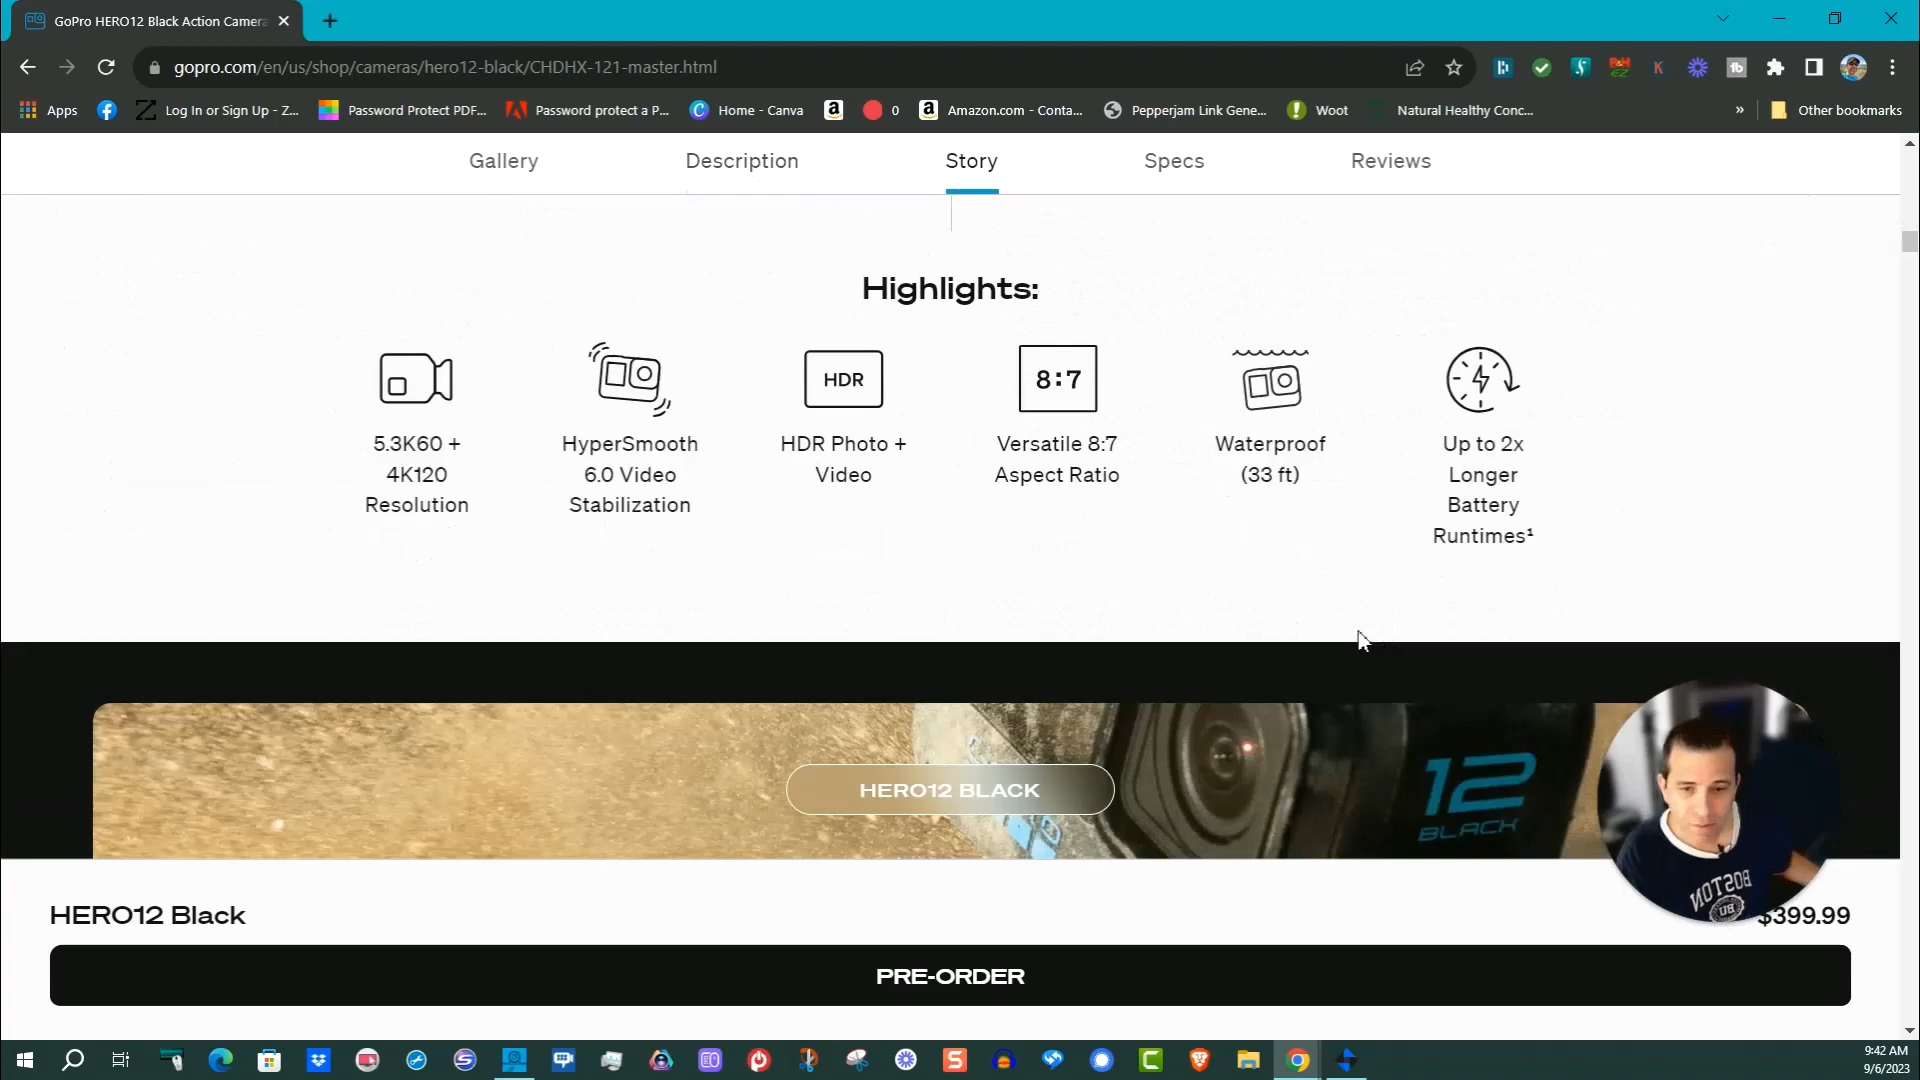 GoPro HERO12 Black Action Camera
gopro.com/en/us/shop/cameras/hero12-black/CHDHX-121-master.html
Apps
Log In or Sign Up - Z...
Password Protect PDF...
Password protect a P...
Home - Canva
0
Amazon.com - Conta...
Pepperjam Link Gene...
Woot
Natural Healthy Conc...
»
Other bookmarks
Gallery
Description
Story
Specs
Reviews
Highlights:
HDR
8:7
5.3K60 +
4K120
Resolution
HyperSmooth
6.0 Video
Stabilization
HDR Photo +
Video
Versatile 8:7
Aspect Ratio
Waterproof
(33 ft)
Up to 2x
Longer
Battery
Runtimes¹
HERO12 BLACK
12
BLACK
BOSTON
BU
HERO12 Black
$399.99
PRE-ORDER
9:42 AM
9/6/2023